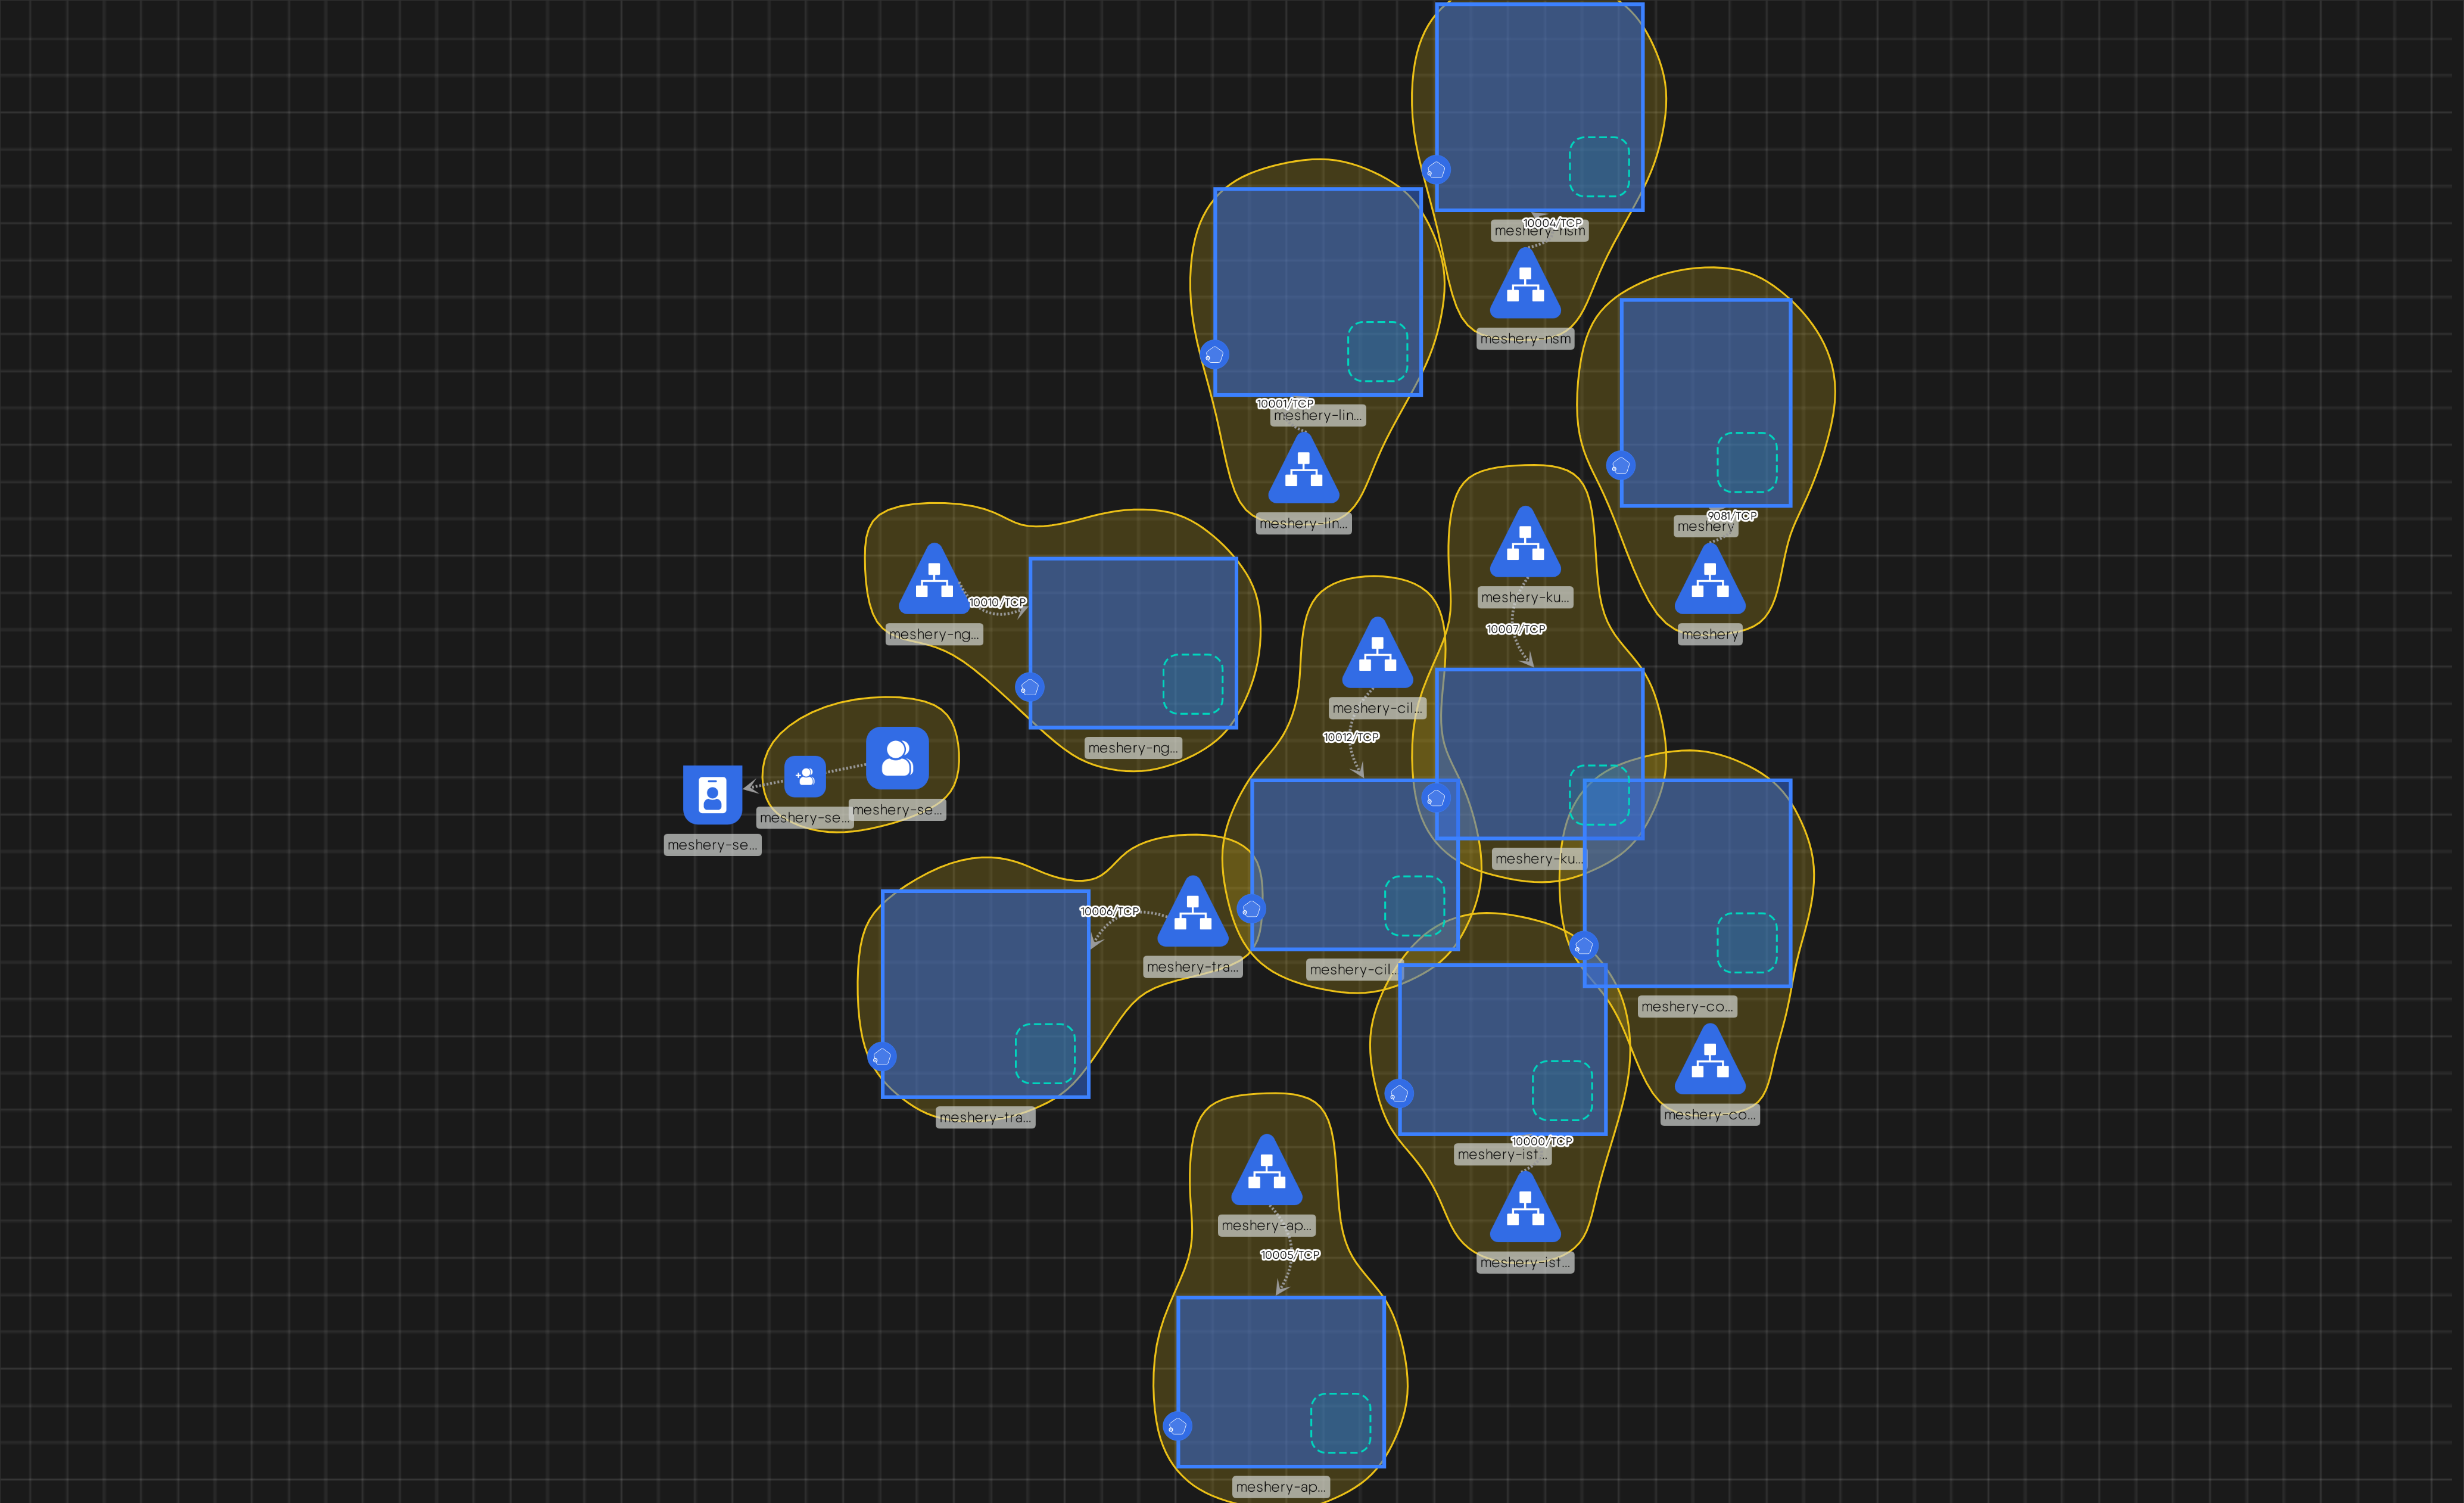 10004/TCP
meshery-nsm
meshery-nsm
10001/TCP
meshery-lin...
meshery-lin...
9081/TCP
meshery
meshery
meshery-ku...
10007/TCP
meshery-ku...
10010/TCP
meshery-ng...
meshery-ng...
meshery-cil...
10012/TCP
meshery-cil...
meshery-se...
meshery-se...
meshery-se...
10006/TCP
meshery-tra...
meshery-tra...
meshery-co...
meshery-co...
10000/TCP
meshery-ist...
meshery-ist...
meshery-ap...
10005/TCP
meshery-ap...